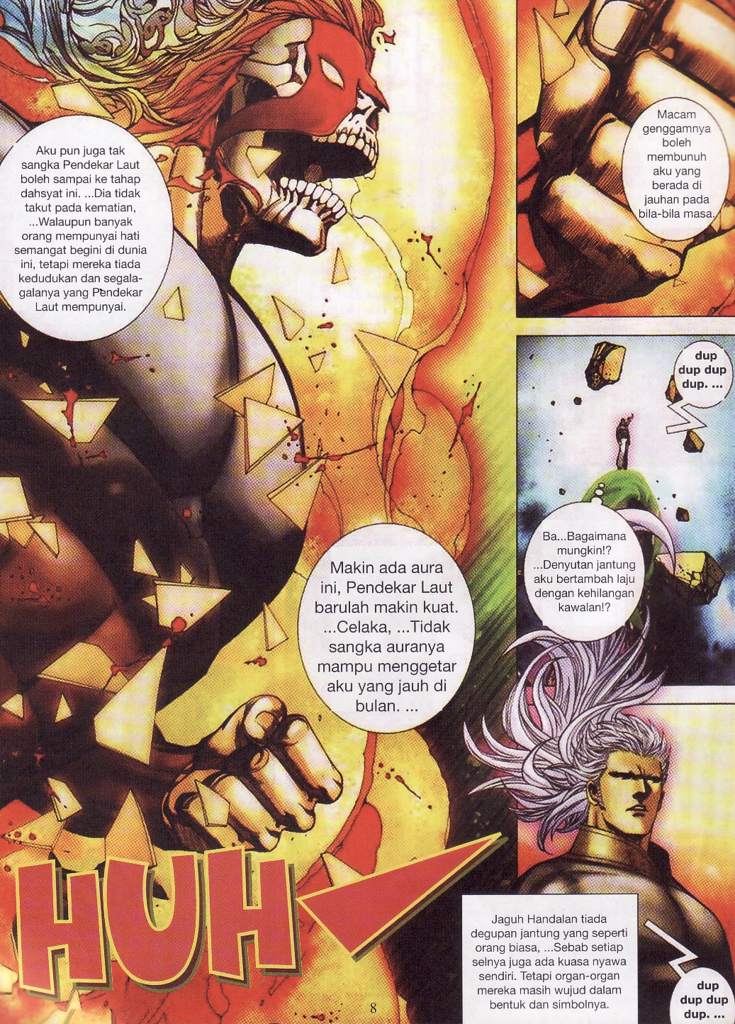 Aku pun juga tak
sangka Pendekar Laut
boleh sampai ke tahap
dahsyat ini. ...Dia tidak
takut pada kematian,
...Walaupun banyak
orang mempunyai hati
semangat begini di dunia
ini, tetapi mereka tiada
kedudukan dan segala-
galanya yang Pendekar
Laut mempunyai.
Macam
genggamnya
boleh
membunuh
aku yang
berada di
jauhan pada
bila-bila masa.
dup
dup dup
dup. ...
Ba...Bagaimana
mungkin!?
...Denyutan jantung
aku bertambah laju
dengan kehilangan
kawalan!?
Makin ada aura
ini, Pendekar Laut
barulah makin kuat.
...Celaka, ...Tidak
sangka auranya
mampu menggetar
aku yang jauh di
bulan. ...
HUH
Jaguh Handalan tiada
degupan jantung yang seperti
orang biasa, ...Sebab setiap
selnya juga ada kuasa nyawa
sendiri. Tetapi organ-organ
mereka masih wujud dalam
bentuk dan simbolnya.
dup
dup dup
dup. ...
8